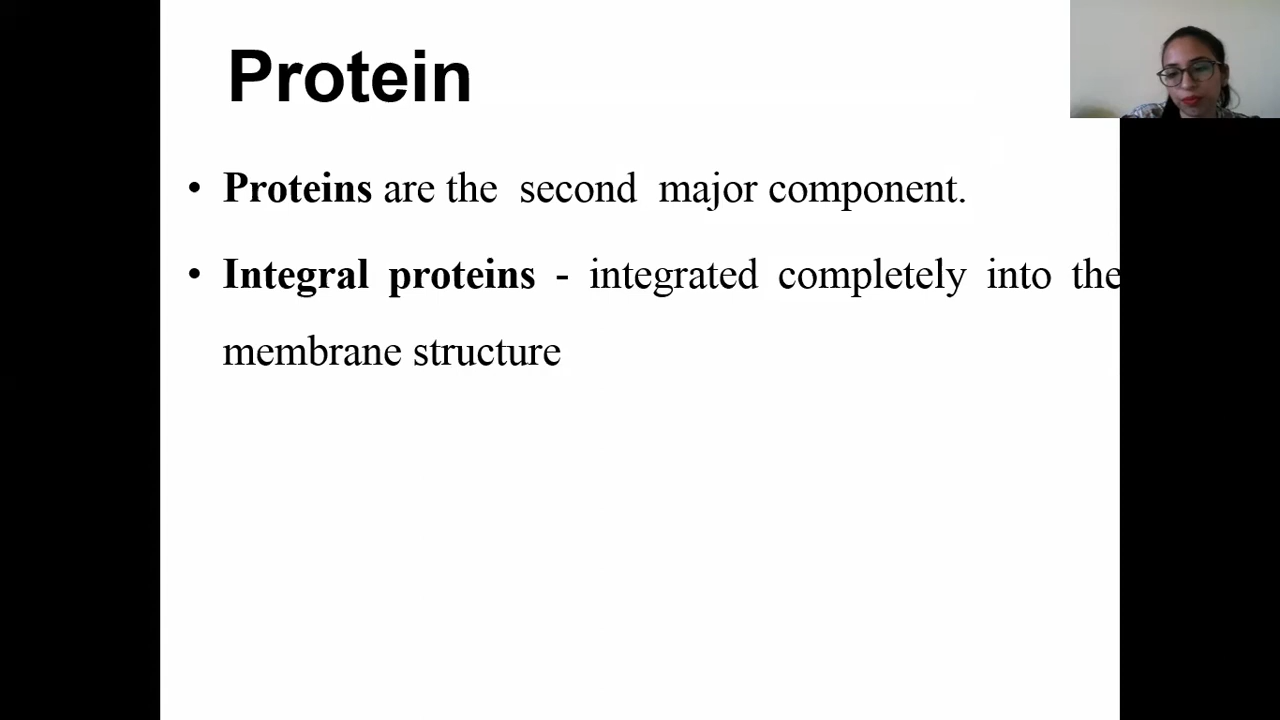 Protein
• Proteins are the second major component.
• Integral proteins - integrated completely into the
membrane structure